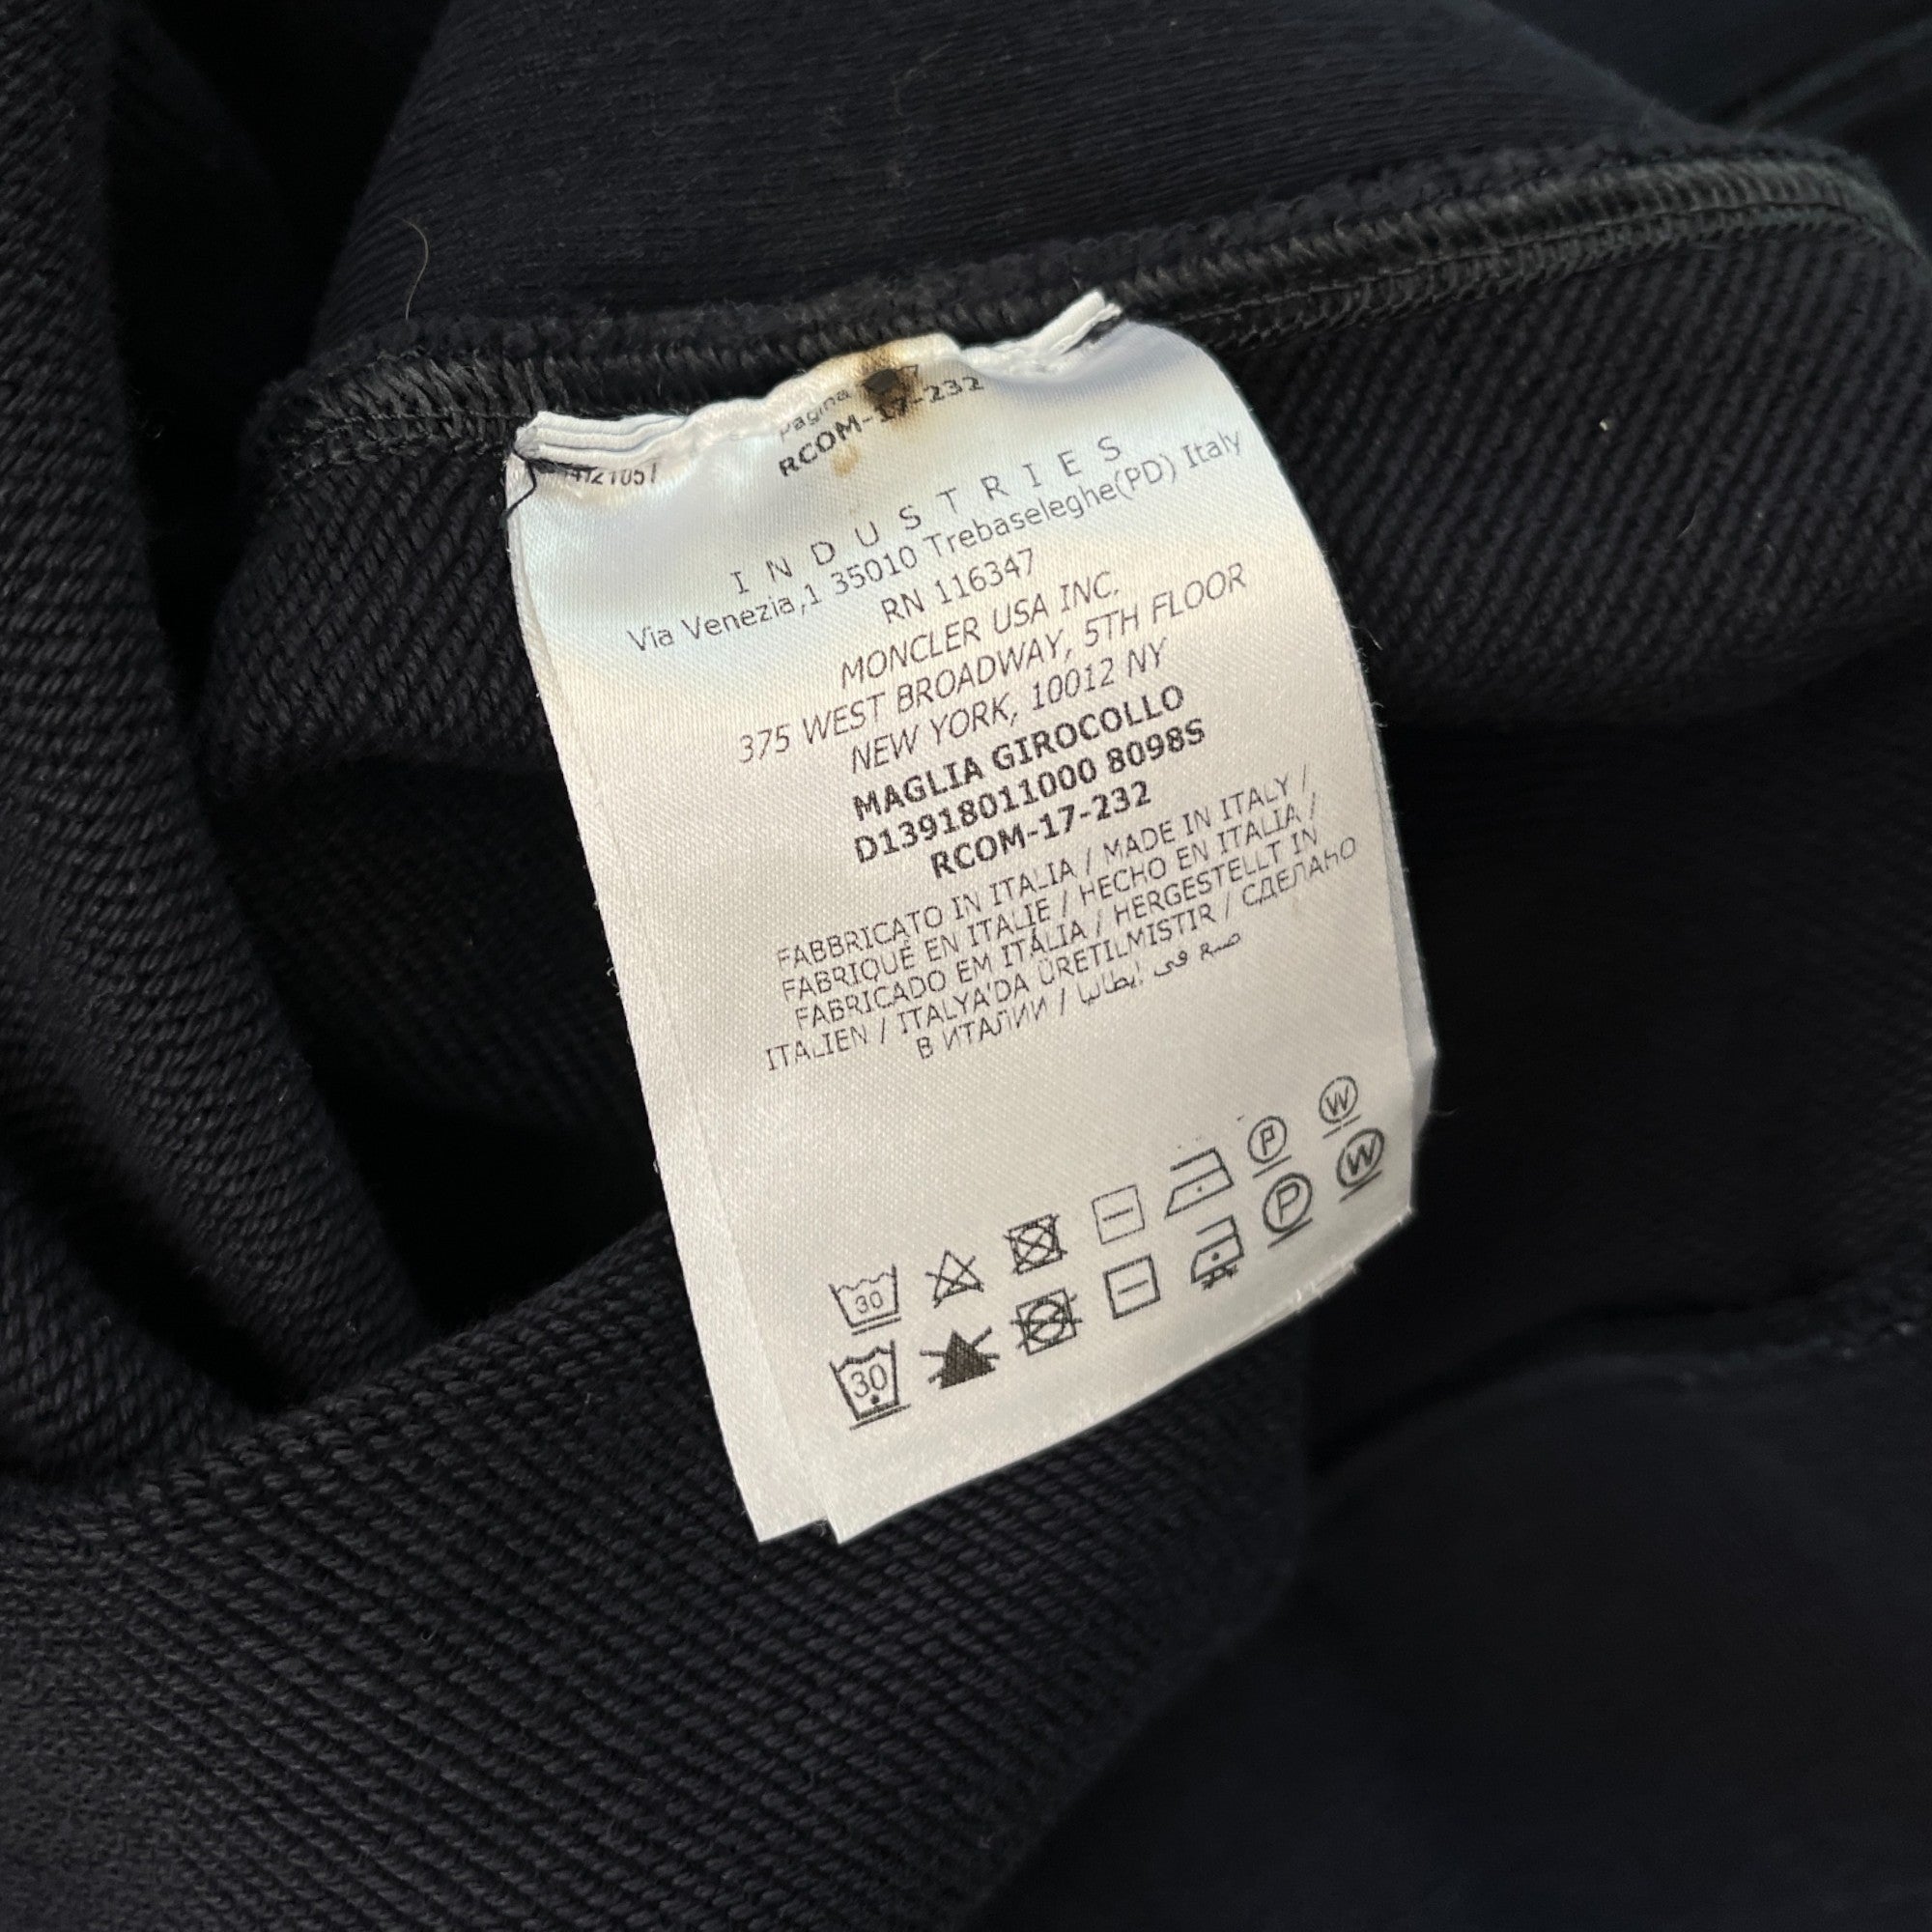 Pagina
RCOM-17-232
INDUSTRIES
Via Venezia,1 35010 Trebaseleghe(PD) Italy
RN 116347
MONCLER USA INC.
375 WEST BROADWAY, 5TH FLOOR
NEW YORK, 10012 NY
MAGLIA GIROCOLLO
D1391801100 8098S
RCOM-17-232
FABBRICATO IN ITALIA / MADE IN ITALY /
FABRIQUÉ EN ITALIE / HECHO EN ITALIA /
FABRICADO EM ITÁLIA / HERGESTELLT IN
ITALIEN / ITALYA'DA ÜRETILMISTIR / СДЕЛАНО
В ИТАЛИИ / صنع في إيطاليا
30 P W
30 P W